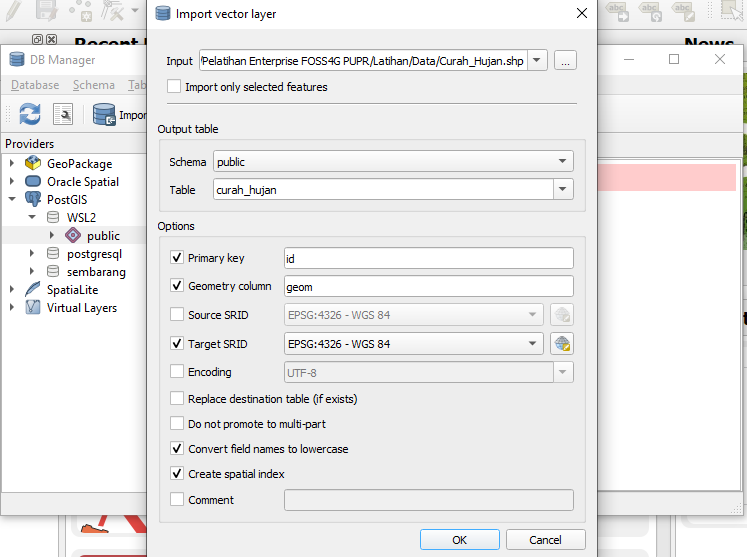 Import vector layer
Recent
News
DB Manager
Database Schema Tab
Impor
Providers
GeoPackage
Oracle Spatial
PostGIS
WSL2
public
postgresql
sembarang
SpatiaLite
Virtual Layers
Input /Pelatihan Enterprise FOSS4G PUPR/Latihan/Data/Curah_Hujan.shp ...
Import only selected features
Output table
Schema public
Table curah_hujan
Options
Primary key id
Geometry column geom
Source SRID EPSG:4326 - WGS 84
Target SRID EPSG:4326 - WGS 84
Encoding UTF-8
Replace destination table (if exists)
Do not promote to multi-part
Convert field names to lowercase
Create spatial index
Comment
OK Cancel